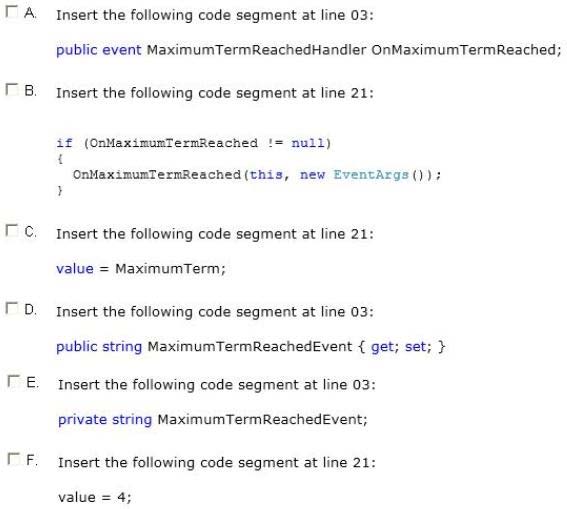 A. Insert the following code segment at line 03:
public event MaximumTermReachedHandler OnMaximumTermReached;
B. Insert the following code segment at line 21:
if (OnMaximumTermReached != null)
{
OnMaximumTermReached(this, new EventArgs());
}
C. Insert the following code segment at line 21:
value = MaximumTerm;
D. Insert the following code segment at line 03:
public string MaximumTermReachedEvent { get; set; }
E. Insert the following code segment at line 03:
private string MaximumTermReachedEvent;
F. Insert the following code segment at line 21:
value = 4;